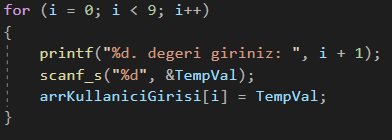 for (i = 0; i < 9; i++)
{
printf("%d. degeri giriniz: ", i + 1);
scanf_s("%d", &TempVal);
arrKullaniciGirisi[i] = TempVal;
}